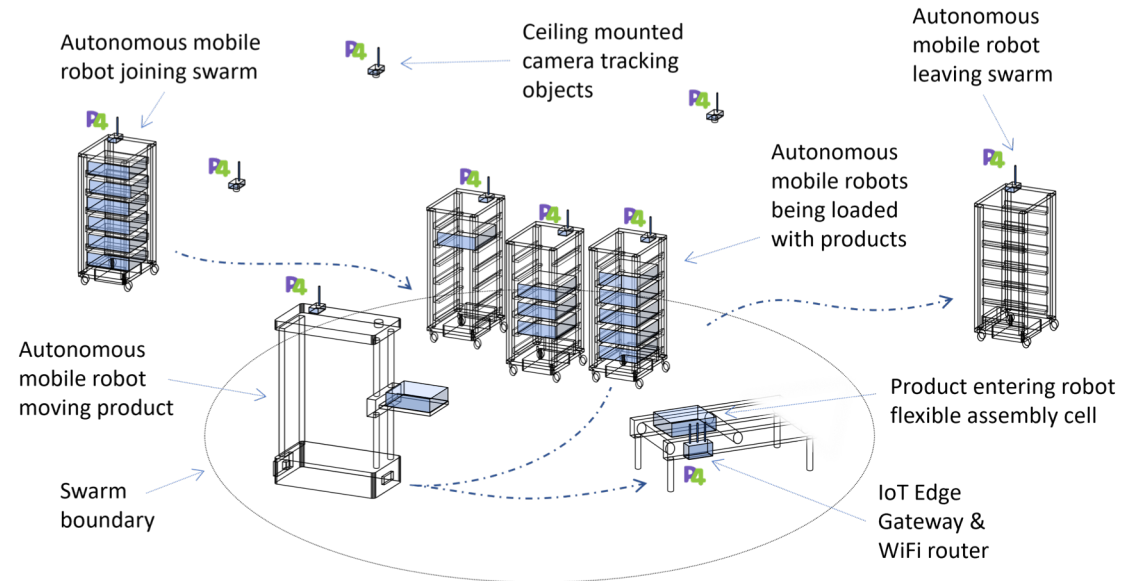 Autonomous mobile
robot joining swarm
P4
Ceiling mounted
camera tracking
objects
Autonomous
mobile robot
leaving swarm
P4
P4
P4
P4
Autonomous
mobile robots
being loaded
with products
P4
P4
P4
P4
Autonomous
mobile robot
moving product
Product entering robot
flexible assembly cell
P4
Swarm
boundary
IoT Edge
Gateway &
WiFi router